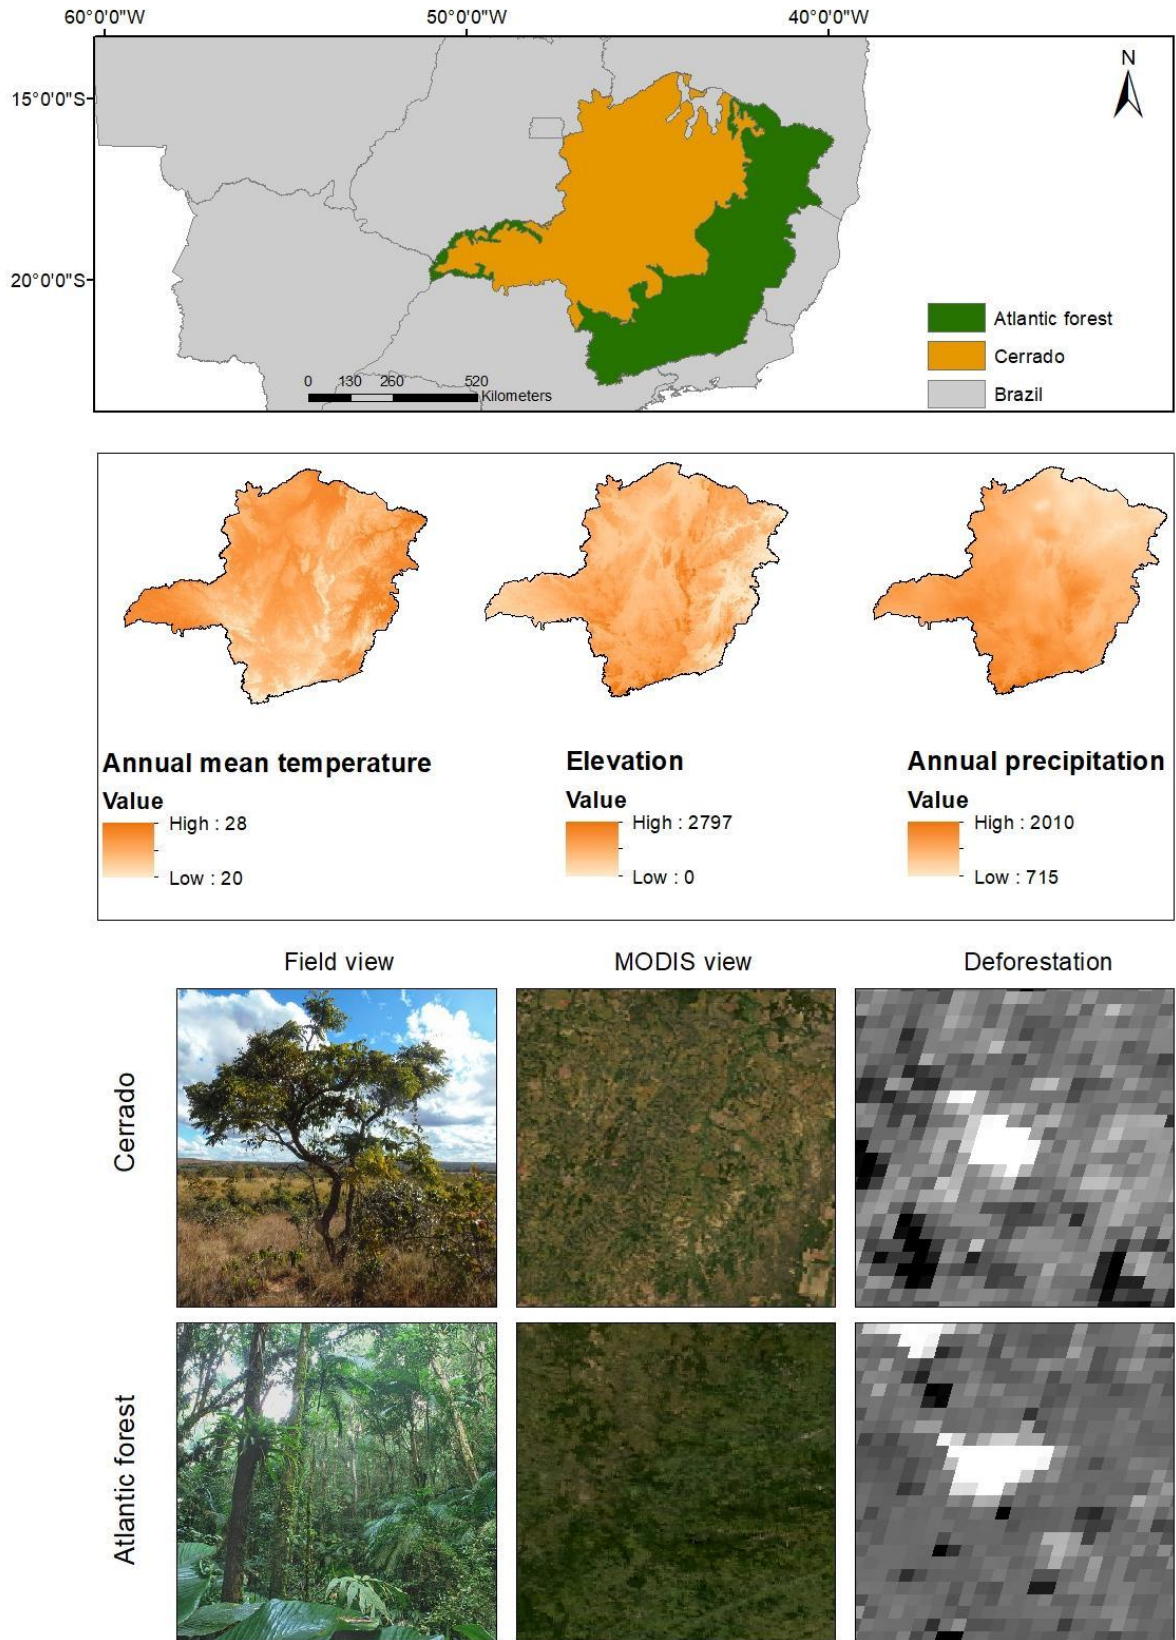 60°0'0"W 50°0'0"W 40°0'0"W
N
15°0'0"S
20°0'0"S
Atlantic forest
Cerrado
Brazil
0 130 260 520
Kilometers
Annual mean temperature
Value
High : 28
Low : 20
Elevation
Value
High : 2797
Low : 0
Annual precipitation
Value
High : 2010
Low : 715
Field view MODIS view Deforestation
Cerrado
Atlantic forest